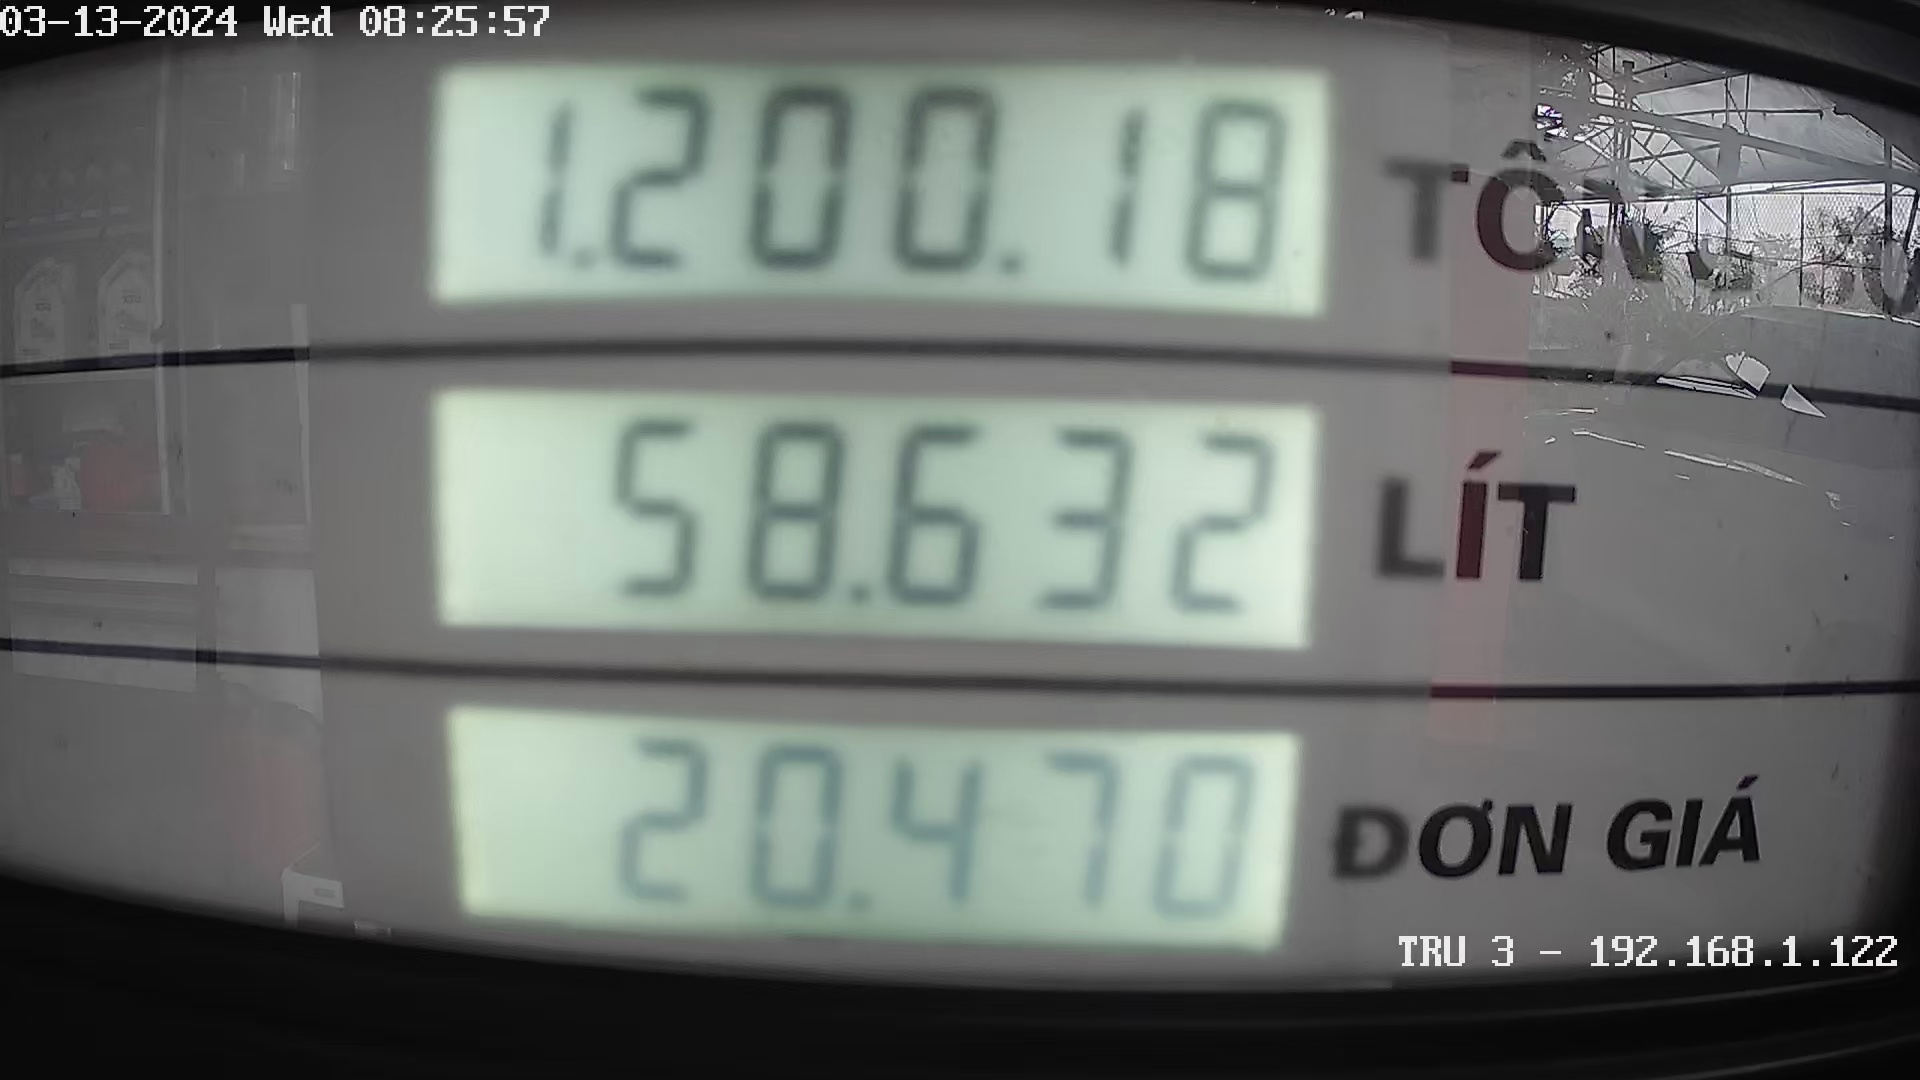 03-13-2024 Wed 08:25:57
1.200.18
TÔN
58.632
LÍT
20.470
ĐƠN GIÁ
TRU 3 - 192.168.1.122